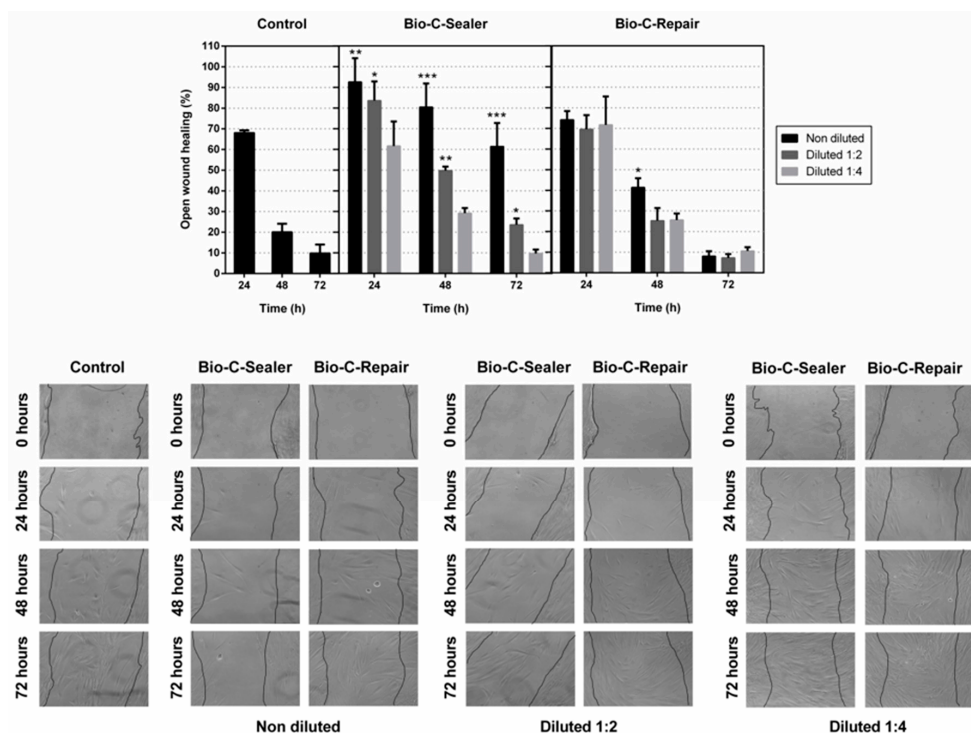 Control Bio-C-Sealer Bio-C-Repair
Open wound healing (%)
110
100
90
80
70
60
50
40
30
20
10
0
** * *** ** *** * *
Non diluted
Diluted 1:2
Diluted 1:4
24 48 72 24 48 72 24 48 72
Time (h) Time (h) Time (h)
Control Bio-C-Sealer Bio-C-Repair Bio-C-Sealer Bio-C-Repair Bio-C-Sealer Bio-C-Repair
0 hours 0 hours 0 hours 0 hours
24 hours 24 hours 24 hours 24 hours
48 hours 48 hours 48 hours 48 hours
72 hours 72 hours 72 hours 72 hours
Non diluted Diluted 1:2 Diluted 1:4